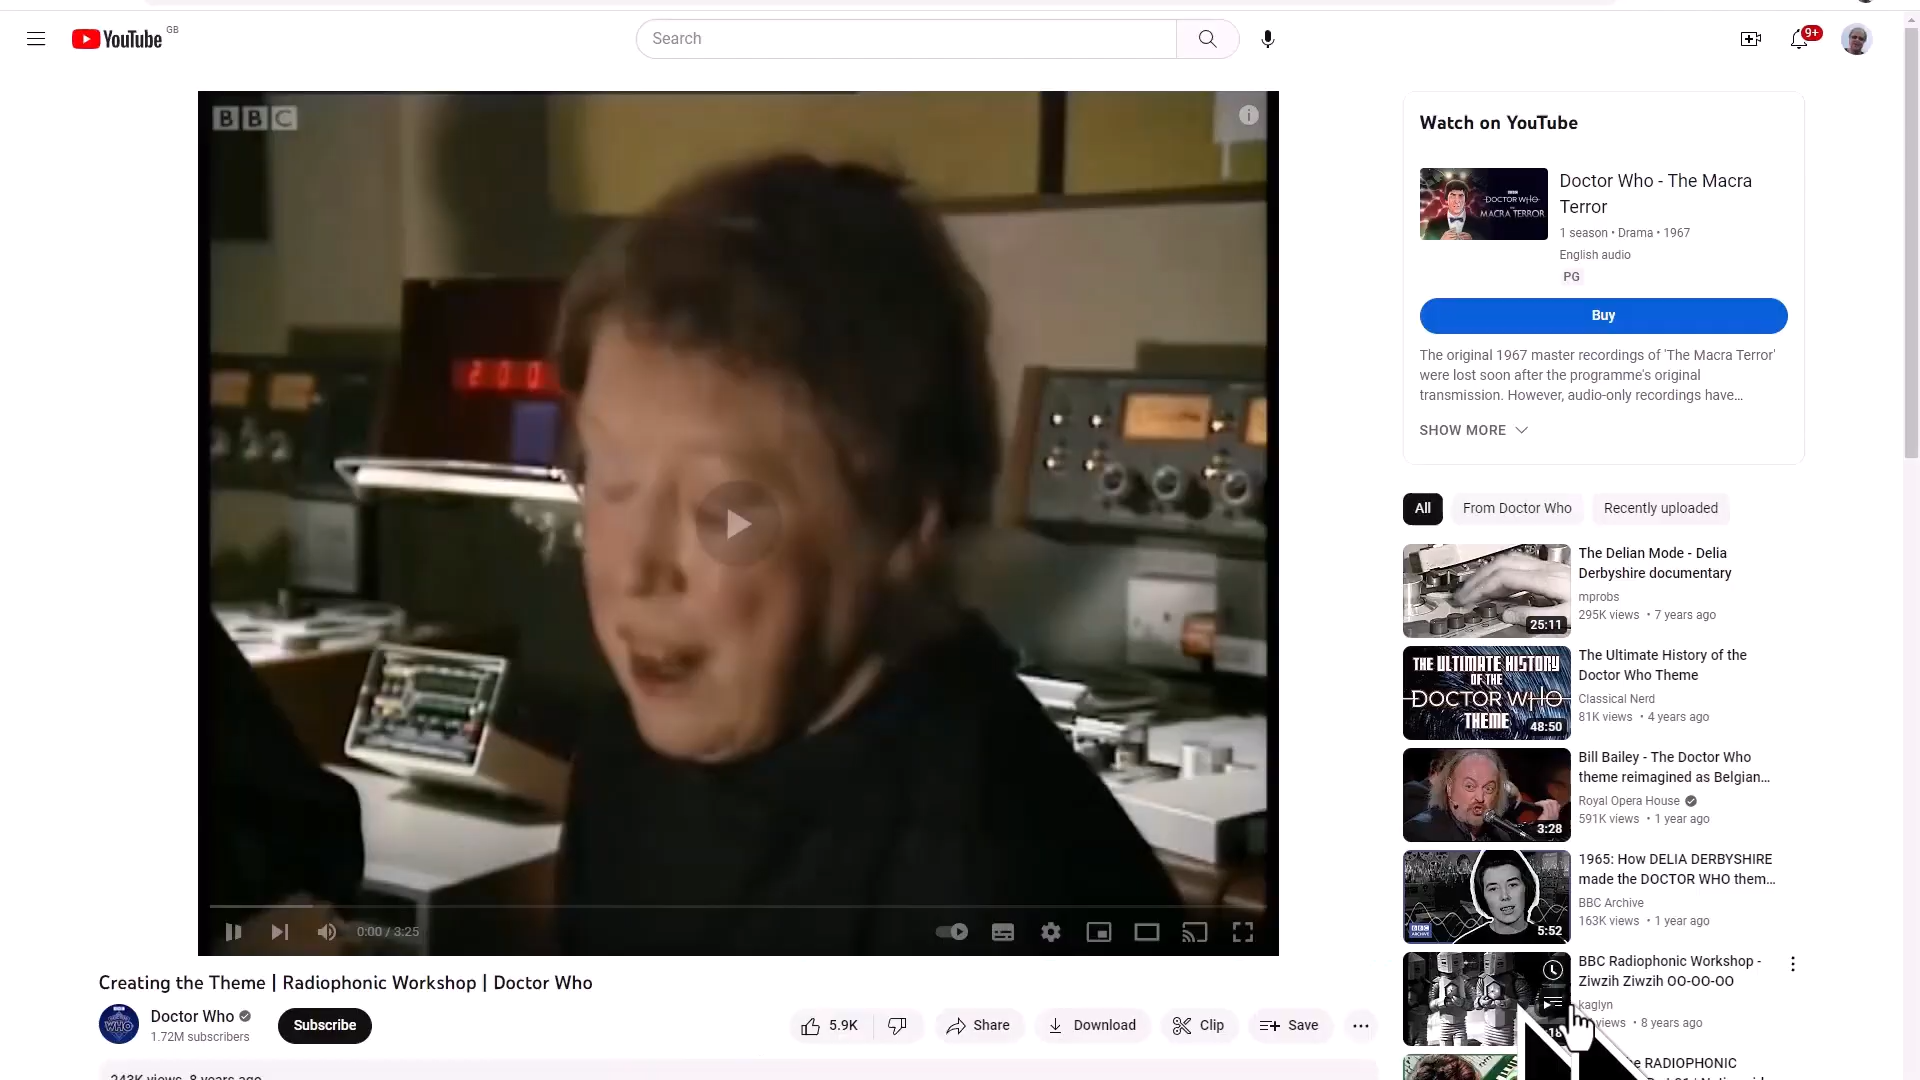 YouTube GB
Search
9+
BBC
200
0:00 / 3:25
Creating the Theme | Radiophonic Workshop | Doctor Who
Doctor Who
1.72M subscribers
Subscribe
5.9K
Share
Download
Clip
Save
243K views 8 years ago
Watch on YouTube
DOCTOR WHO
MACRA TERROR
Doctor Who - The Macra
Terror
1 season • Drama • 1967
English audio
PG
Buy
The original 1967 master recordings of 'The Macra Terror'
were lost soon after the programme's original
transmission. However, audio-only recordings have…
SHOW MORE
All
From Doctor Who
Recently uploaded
25:11
The Delian Mode - Delia
Derbyshire documentary
mprobs
295K views • 7 years ago
THE ULTIMATE HISTORY
OF THE
DOCTOR WHO
THEME
48:50
The Ultimate History of the
Doctor Who Theme
Classical Nerd
81K views • 4 years ago
3:28
Bill Bailey - The Doctor Who
theme reimagined as Belgian…
Royal Opera House
591K views • 1 year ago
BBC
ARCHIVE
5:52
1965: How DELIA DERBYSHIRE
made the DOCTOR WHO them…
BBC Archive
163K views • 1 year ago
BBC Radiophonic Workshop -
Ziwzih Ziwzih OO-OO-OO
kaglyn
views • 8 years ago
RADIOPHONIC